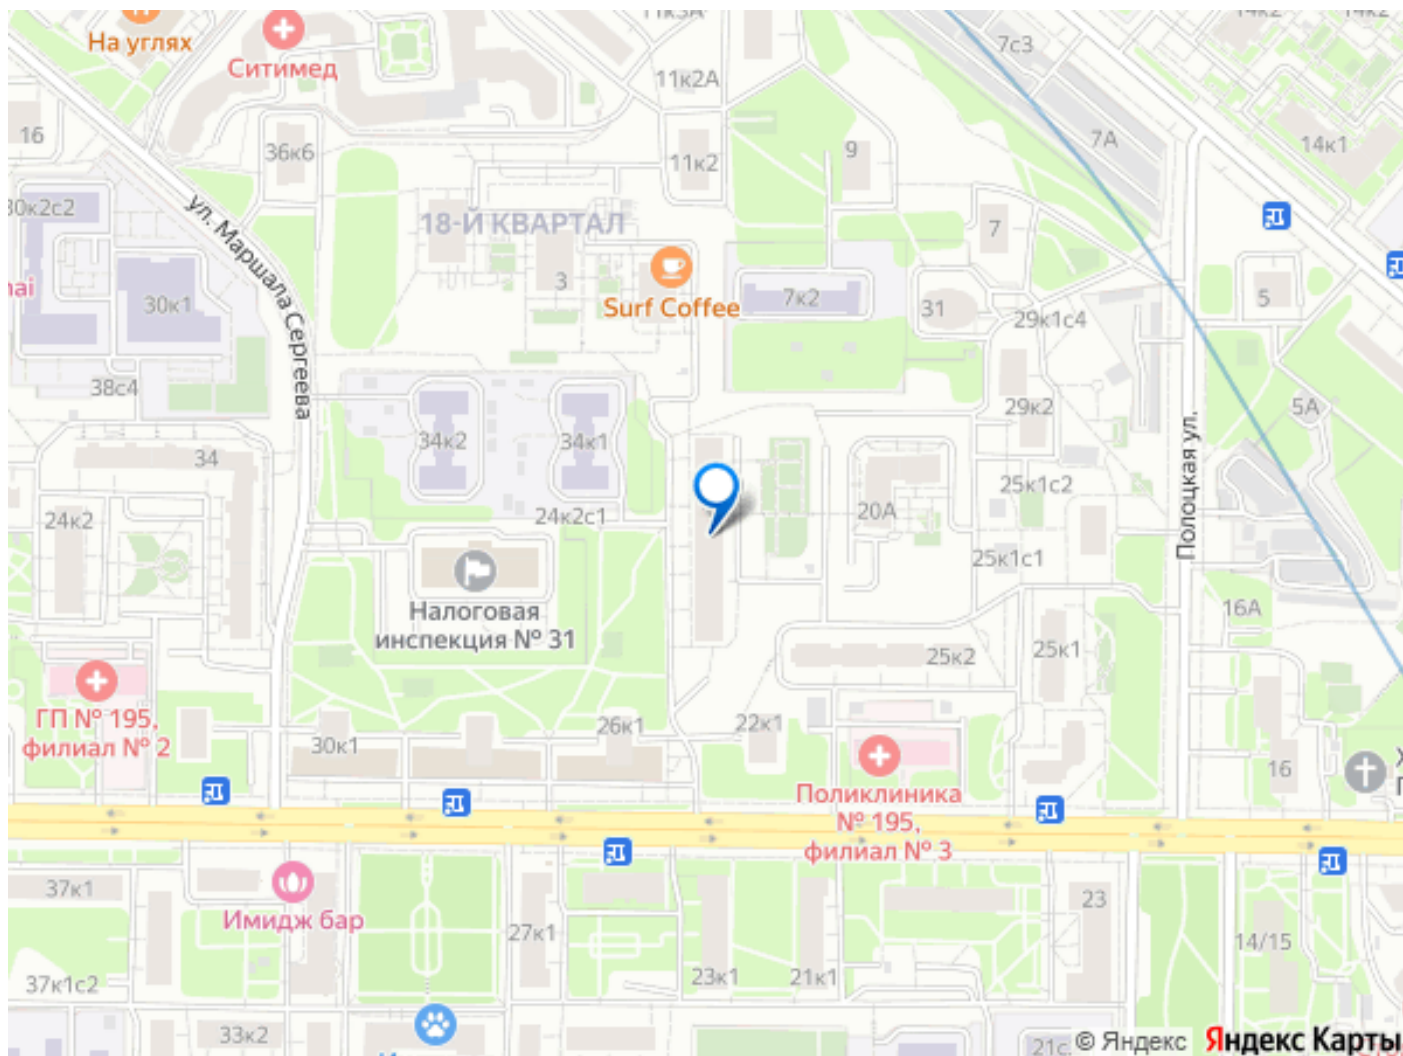 На углях
Ситимед
11к3А
7с3
14к2
14к2
11к2А
7А
14к1
16
36к6
11к2
9
30к2с2
ул. Маршала Сергеева
18-Й КВАРТАЛ
7
3
Surf Coffee
7к2
31
29к1с4
5
30к1
38с4
29к2
5А
34
34к2
34к1
Полоцкая ул.
24к2
24к2с1
20А
25к1с2
Налоговая
инспекция № 31
25к1с1
16А
25к2
25к1
ГП № 195,
филиал № 2
30к1
26к1
22к1
16
Поликлиника
№ 195,
филиал № 3
37к1
Имидж бар
27к1
23
14/15
37к1с2
23к1
21к1
33к2
21с
© Яндекс
Яндекс Карты